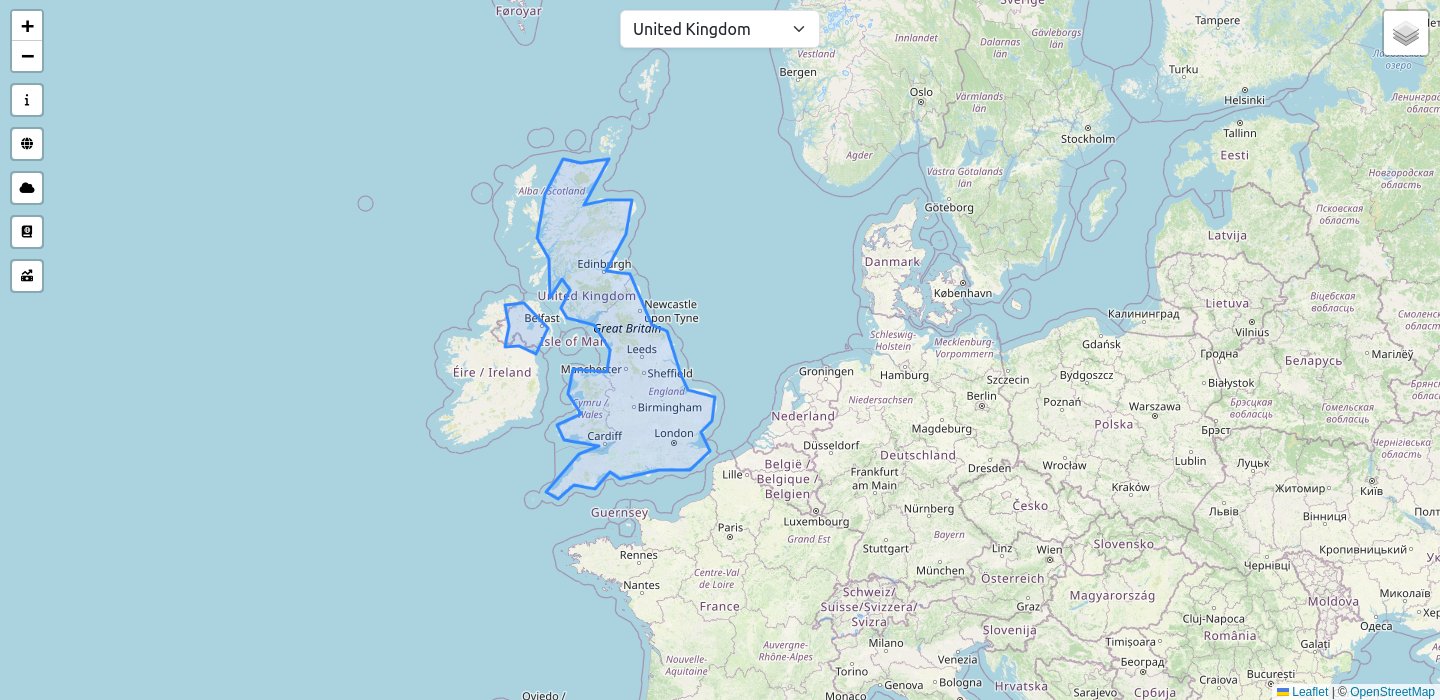 Føroyar
Sverige
Tampere
United Kingdom
+
−
i
Innlandet
Gävleborgs
län
Dalarnas
län
Vestland
Bergen
Turku
Oslo
Värmlands
län
Helsinki
Ленинградская
область
Stockholm
Tallinn
Eesti
Agder
Västra Götalands
län
Новгородская
область
Alba / Scotland
Псковская
область
Göteborg
Latvija
Danmark
Edinburgh
København
United Kingdom
Newcastle
upon Tyne
Lietuva
Віцебская
вобласць
Смоленская
область
Калининград
Belfast
Great Britain
Vilnius
Isle of Man
Schleswig-
Holstein
Mecklenburg-
Vorpommern
Gdańsk
Гродна
Магілёў
Беларусь
Leeds
Éire / Ireland
Manchester
Sheffield
Groningen
Hamburg
Szczecin
Bydgoszcz
Białystok
England
Cymru
/ Wales
Birmingham
Niedersachsen
Berlin
Poznań
Warszawa
Брэсцкая
вобласць
Гомельская
вобласць
Nederland
Magdeburg
Polska
Брэст
Cardiff
London
Düsseldorf
Deutschland
Чернігівська
область
Lille
België /
Belgique /
Belgien
Frankfurt
am Main
Dresden
Wrocław
Lublin
Луцьк
Київ
Kraków
Житомир
Guernsey
Luxembourg
Nürnberg
Česko
Львів
Вінниця
Paris
Grand Est
Bayern
Slovensko
Кропивницький
Rennes
Stuttgart
Linz
Wien
Чернівці
München
Nantes
Centre-Val
de Loire
Österreich
France
Schweiz/
Suisse/Svizzera/
Svizra
Magyarország
Moldova
Миколаїв
Graz
Cluj-Napoca
România
Одеса
Slovenija
Timișoara
Auvergne-
Rhône-Alpes
Milano
Nouvelle-
Aquitaine
Torino
Venezia
Београд
Genova
Bologna
Hrvatska
București
Craiova
Oviedo /
Monaco
Sarajevo
Србија
Leaflet | © OpenStreetMap